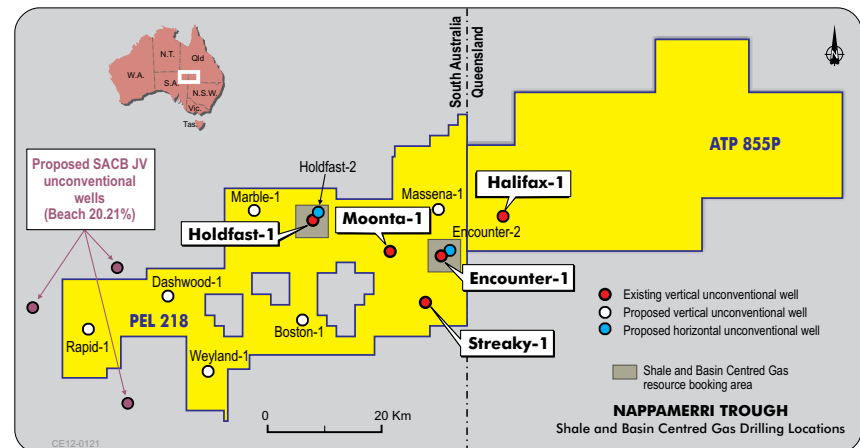 N.T.
Qld
W.A.
S.A.
N.S.W.
Vic.
Tas.
South Australia
Queensland
N
ATP 855P
Proposed SACB JV
unconventional
wells
(Beach 20.21%)
Holdfast-2
Marble-1
Massena-1
Halifax-1
Holdfast-1
Moonta-1
Encounter-2
Encounter-1
Dashwood-1
PEL 218
Boston-1
Rapid-1
Weyland-1
Streaky-1
Existing vertical unconventional well
Proposed vertical unconventional well
Proposed horizontal unconventional well
Shale and Basin Centred Gas
resource booking area
0
20 Km
NAPPAMERRI TROUGH
Shale and Basin Centred Gas Drilling Locations
CE12-0121